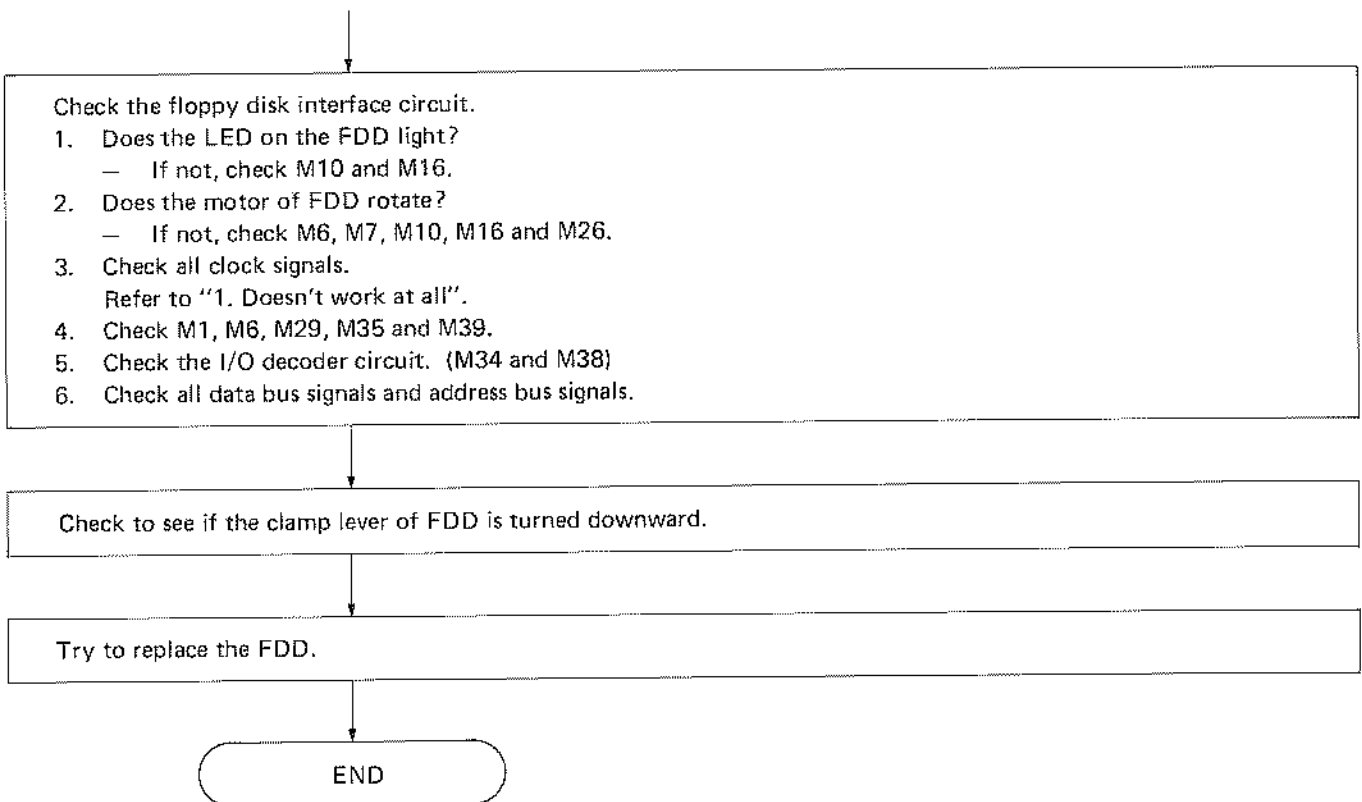 Check the floppy disk interface circuit.
1. Does the LED on the FDD light?
— If not, check M10 and M16.
2. Does the motor of FDD rotate?
— If not, check M6, M7, M10, M16 and M26.
3. Check all clock signals.
Refer to "1. Doesn't work at all".
4. Check M1, M6, M29, M35 and M39.
5. Check the I/O decoder circuit. (M34 and M38)
6. Check all data bus signals and address bus signals.
Check to see if the clamp lever of FDD is turned downward.
Try to replace the FDD.
END